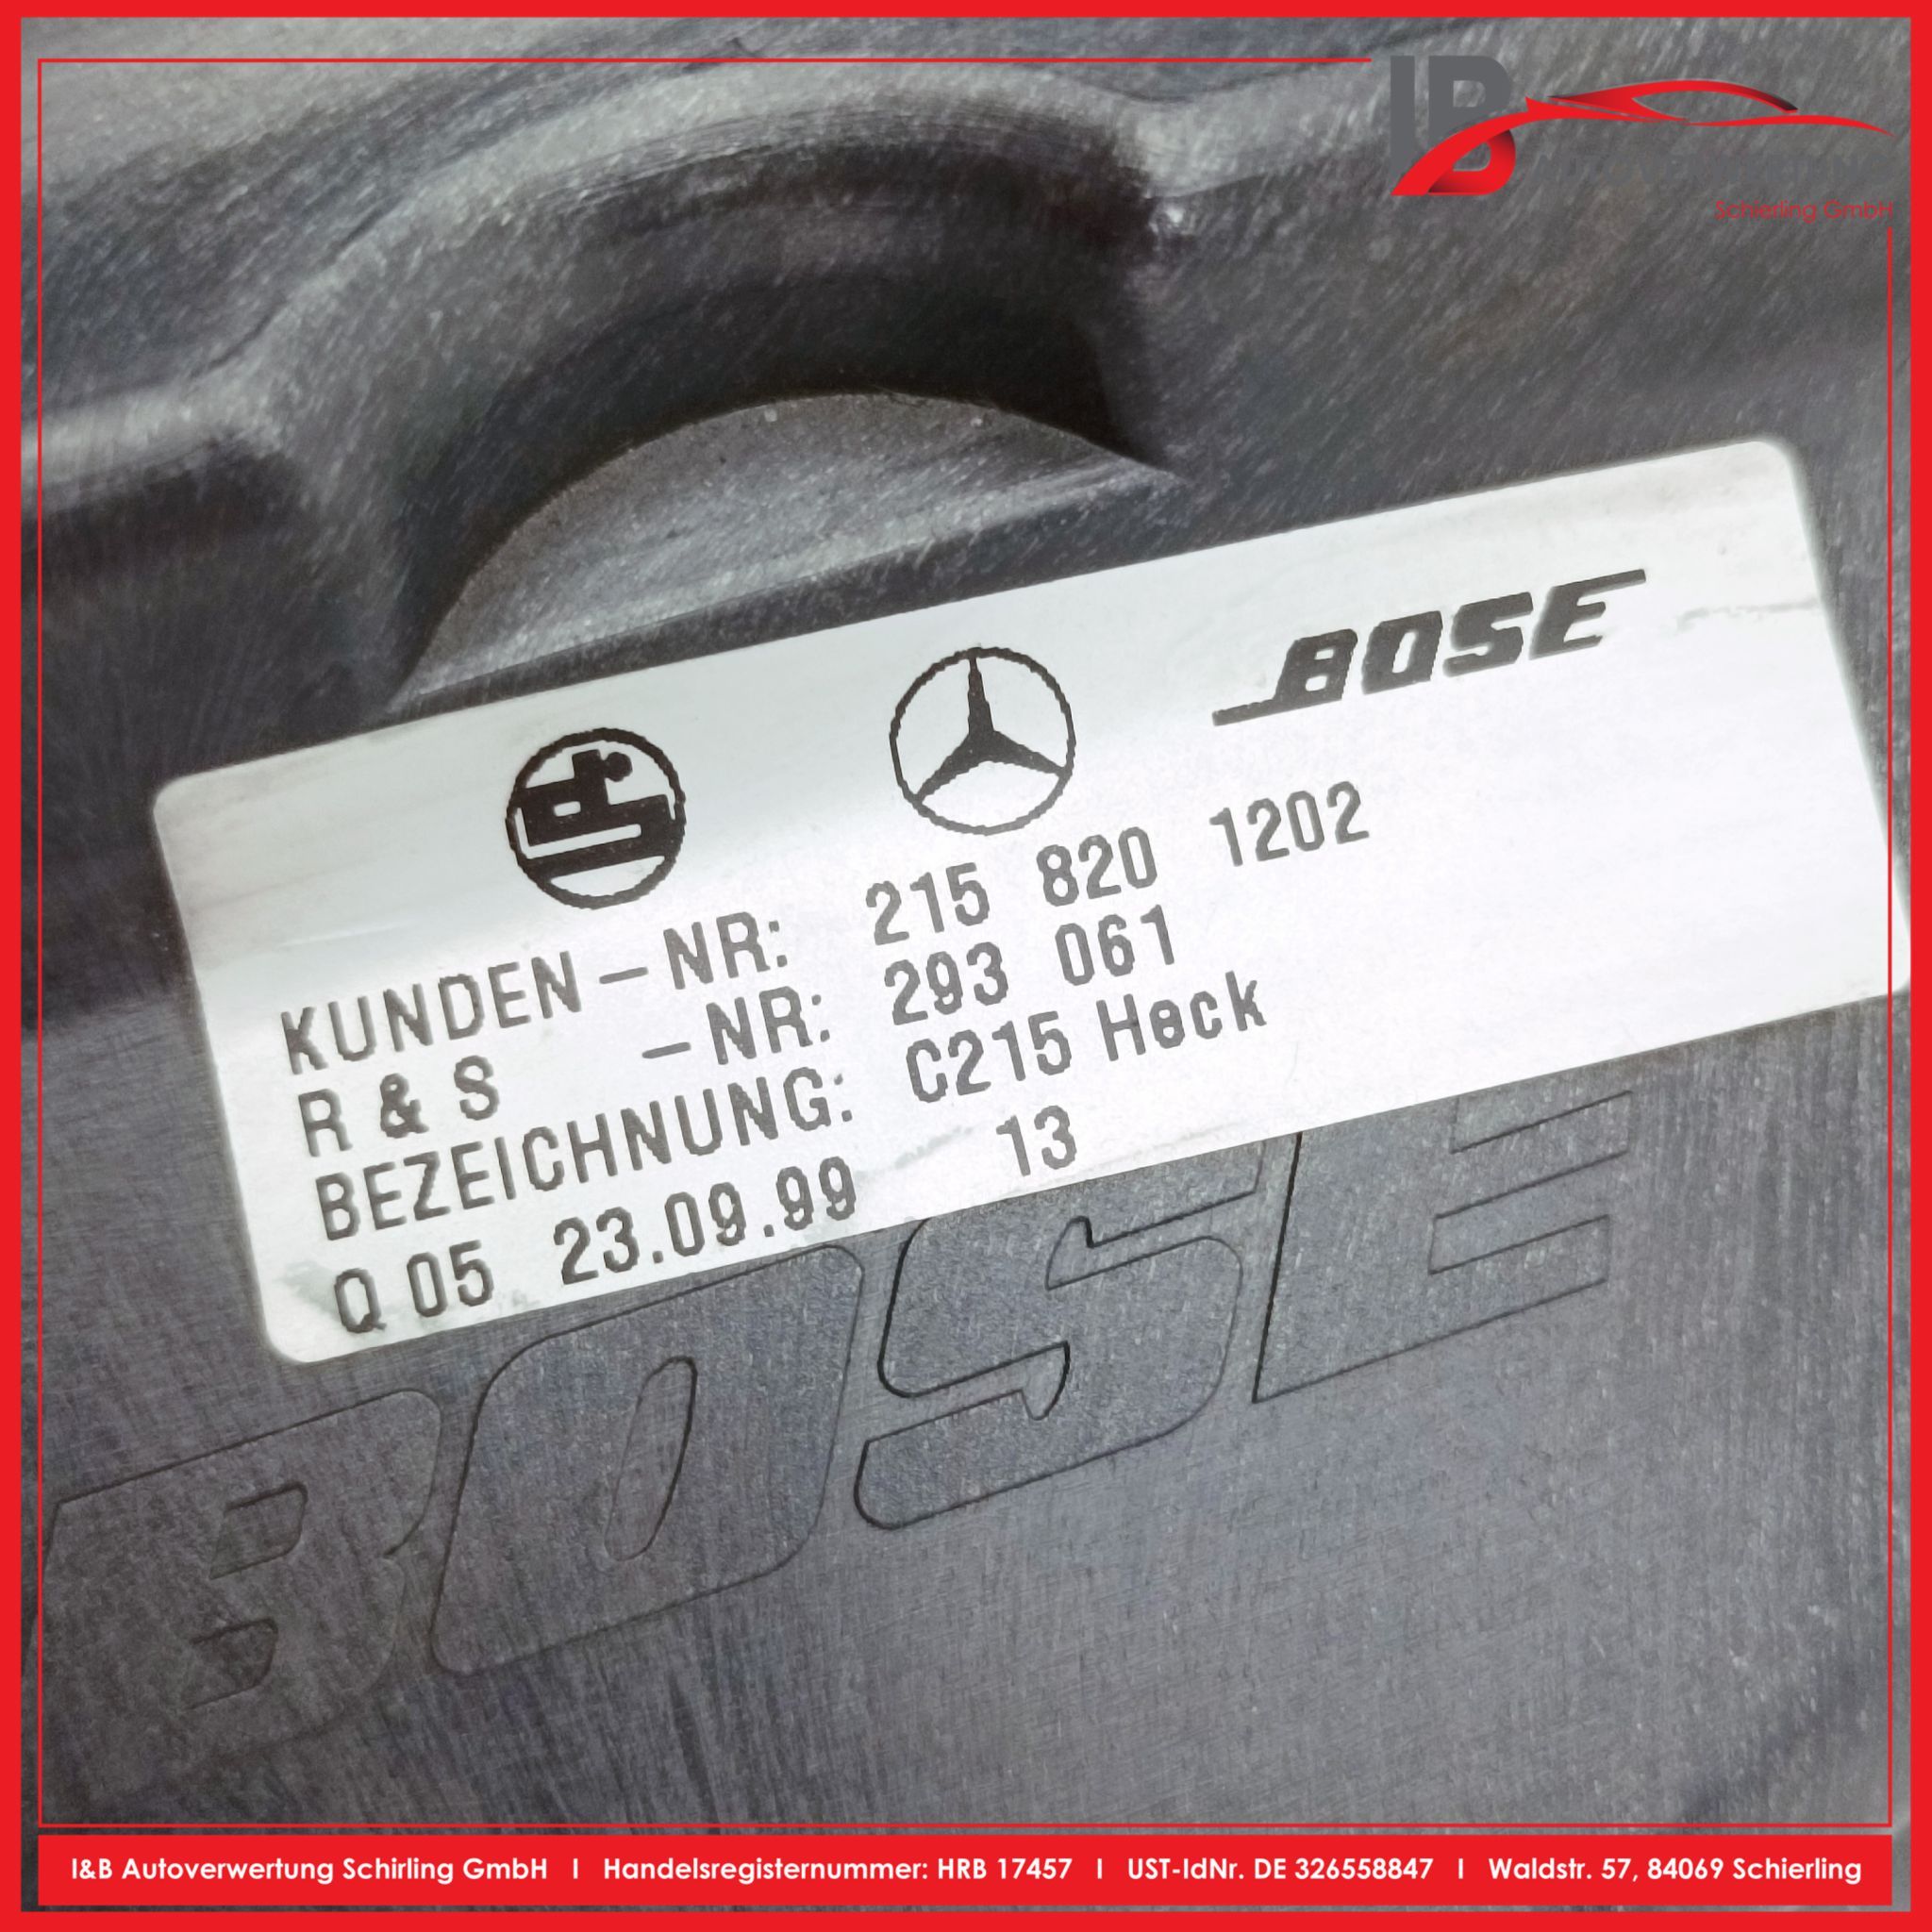 IB
Schierling GmbH
BOSE
KUNDEN-NR: 215 820 1202
R & S -NR: 293 061
BEZEICHNUNG: C215 Heck
Q 05 23.09.99 13
BOSE
I&B Autoverwertung Schirling GmbH I Handelsregisternummer: HRB 17457 I UST-IdNr. DE 326558847 I Waldstr. 57, 84069 Schierling